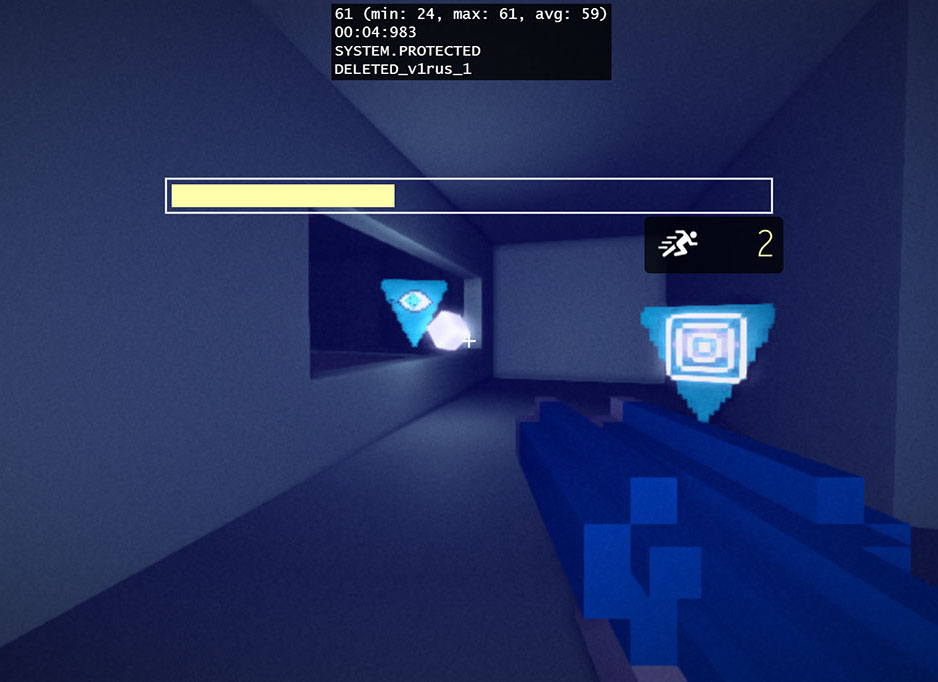 61 (min: 24, max: 61, avg: 59)
00:04:983
SYSTEM.PROTECTED
DELETED_v1rus_1
2